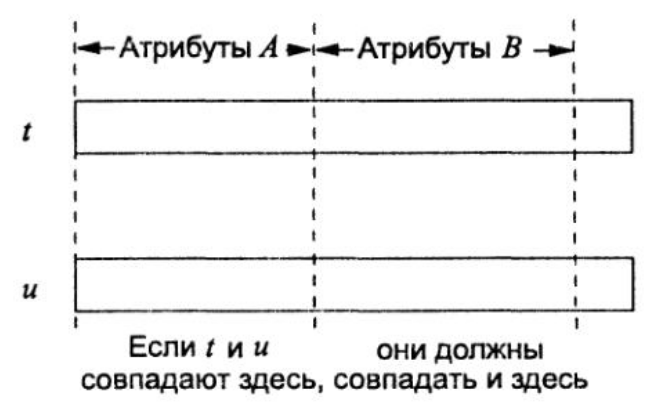 Атрибуты A Атрибуты B
t
u
Если t и u они должны
совпадают здесь, совпадать и здесь